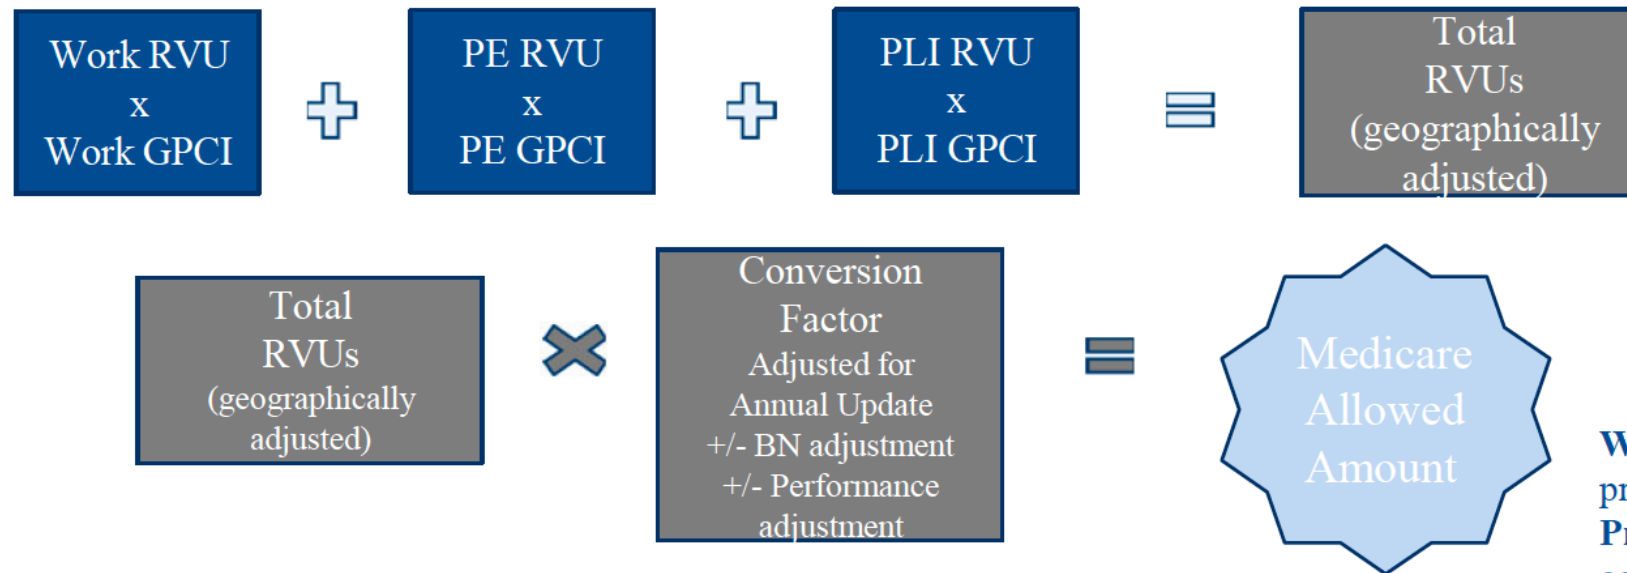 Work RVU
x
Work GPCI
PE RVU
x
PE GPCI
PLI RVU
x
PLI GPCI
Total
RVUs
(geographically
adjusted)
Total
RVUs
(geographically
adjusted)
Conversion
Factor
Adjusted for
Annual Update
+/- BN adjustment
+/- Performance
adjustment
Medicare
Allowed
Amount